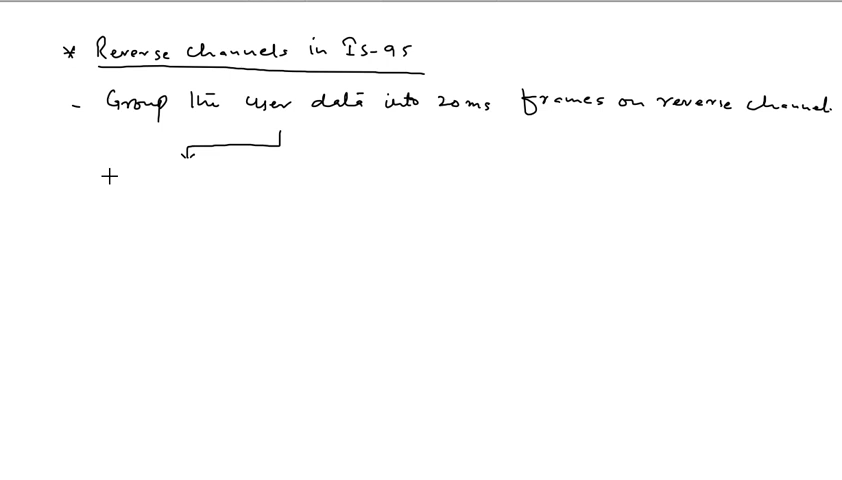 * Reverse channels in IS-95
- Group the user data into 20ms frames on reverse channel.
+